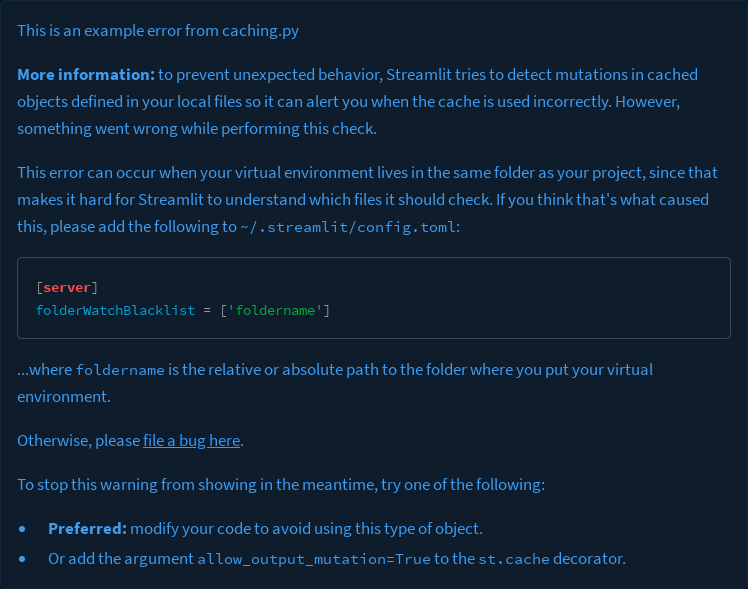 This is an example error from caching.py
More information: to prevent unexpected behavior, Streamlit tries to detect mutations in cached
objects defined in your local files so it can alert you when the cache is used incorrectly. However,
something went wrong while performing this check.
This error can occur when your virtual environment lives in the same folder as your project, since that
makes it hard for Streamlit to understand which files it should check. If you think that's what caused
this, please add the following to ~/.streamlit/config.toml:
[server]
folderWatchBlacklist = ['foldername']
...where foldername is the relative or absolute path to the folder where you put your virtual
environment.
Otherwise, please file a bug here.
To stop this warning from showing in the meantime, try one of the following:
• Preferred: modify your code to avoid using this type of object.
• Or add the argument allow_output_mutation=True to the st.cache decorator.